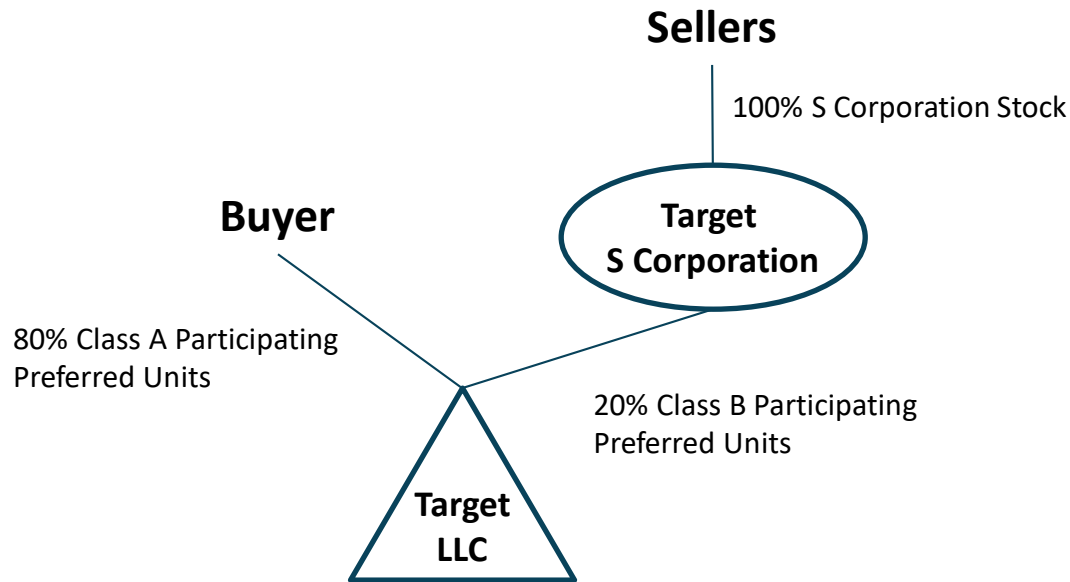 Sellers
100% S Corporation Stock
Buyer
Target
S Corporation
80% Class A Participating
Preferred Units
20% Class B Participating
Preferred Units
Target
LLC